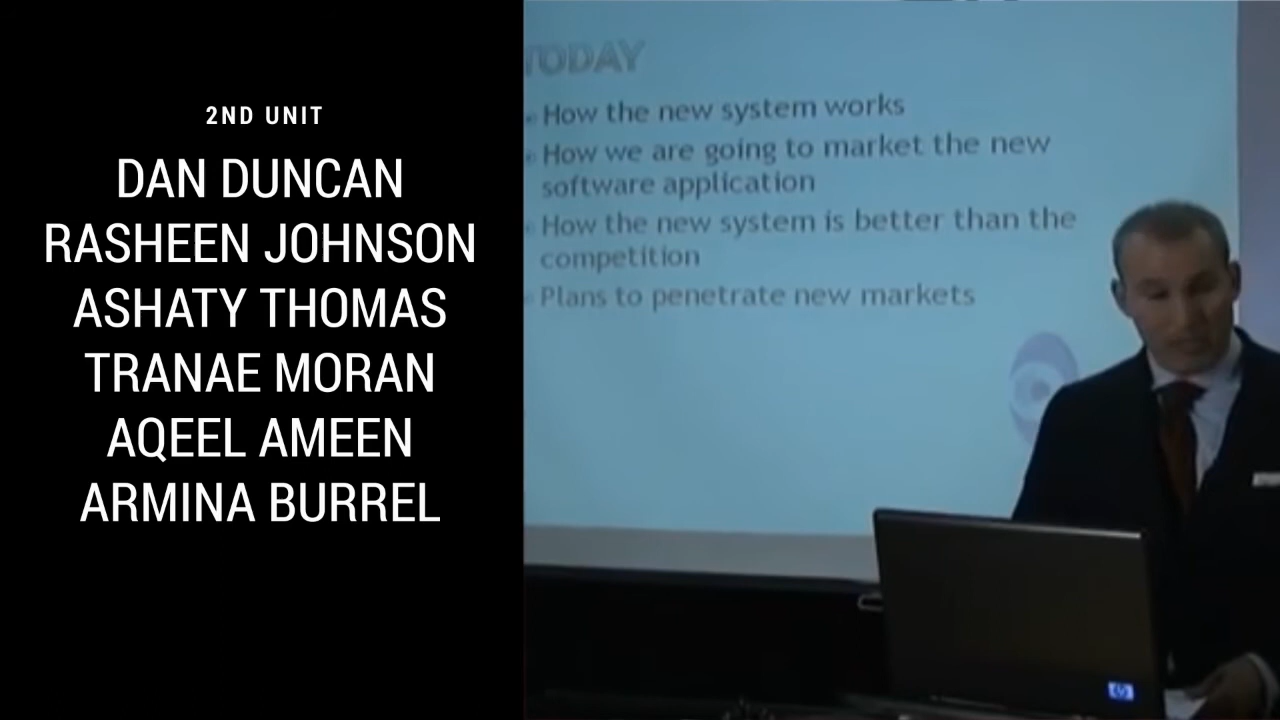 2ND UNIT
DAN DUNCAN
RASHEEN JOHNSON
ASHATY THOMAS
TRANAE MORAN
AQEEL AMEEN
ARMINA BURREL
TODAY
How the new system works
How we are going to market the new
software application
How the new system is better than the
competition
Plans to penetrate new markets
hp